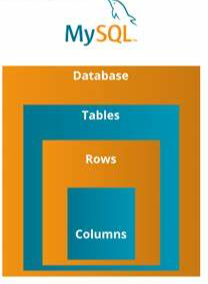 MySQL
Database
Tables
Rows
Columns